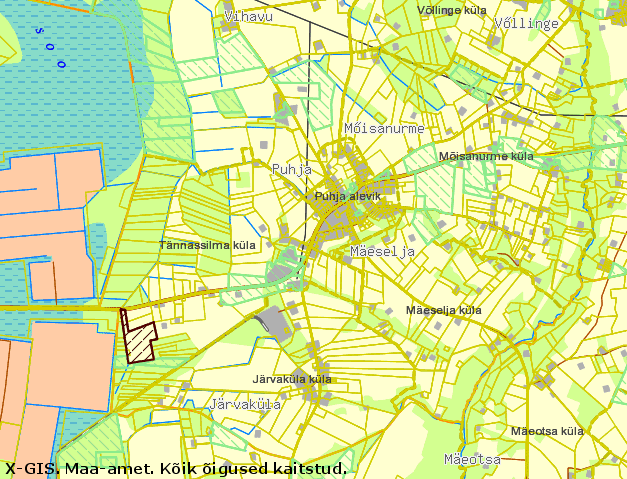 Võllinge küla
Vihavu
Võllinge
soo
Mõisanurme
Mõisanurme küla
Puhja
Puhja alevik
Tännassilma küla
Mäeselja
Mäeselja küla
Järvaküla küla
Järvaküla
Mäeotsa küla
Mäeotsa
X-GIS. Maa-amet. Kõik õigused kaitstud.